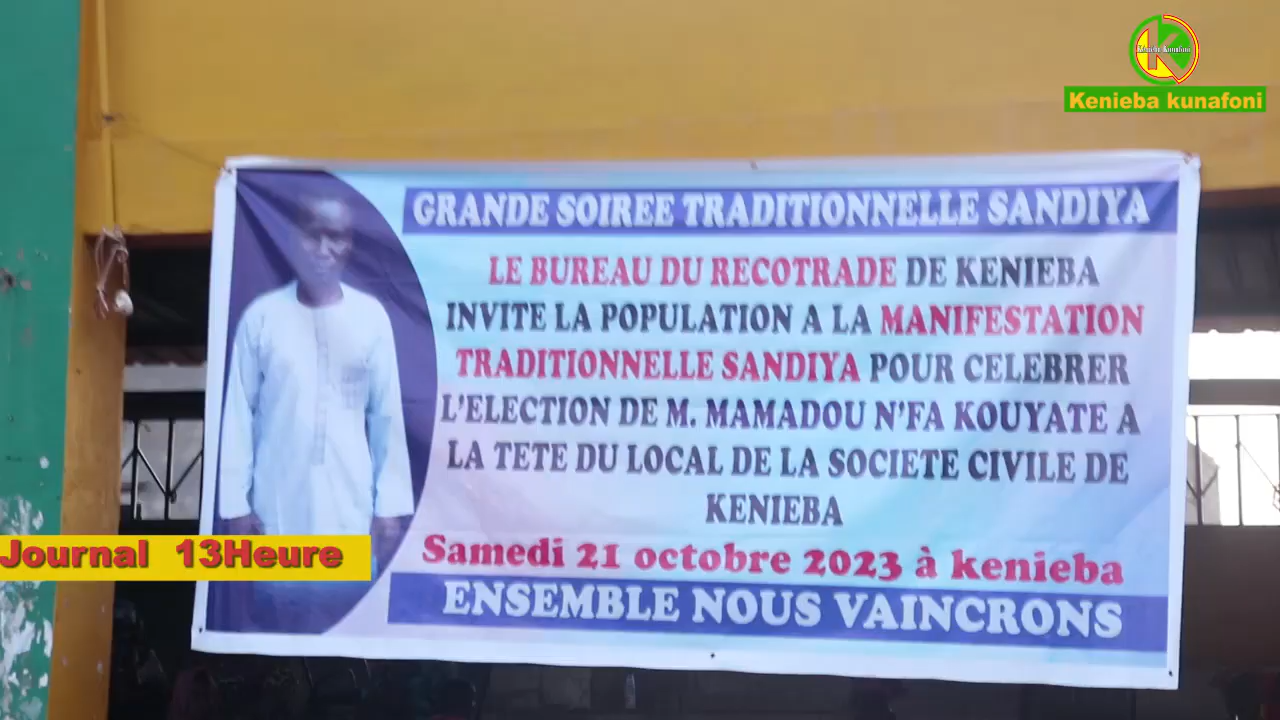 Kenieba Kunafoni
Kenieba kunafoni
GRANDE SOIREE TRADITIONNELLE SANDIYA
LE BUREAU DU RECOTRADE DE KENIEBA
INVITE LA POPULATION A LA MANIFESTATION
TRADITIONNELLE SANDIYA POUR CELEBRER
L'ELECTION DE M. MAMADOU N'FA KOUYATE A
LA TETE DU LOCAL DE LA SOCIETE CIVILE DE
KENIEBA
Samedi 21 octobre 2023 à kenieba
ENSEMBLE NOUS VAINCRONS
Journal 13Heure